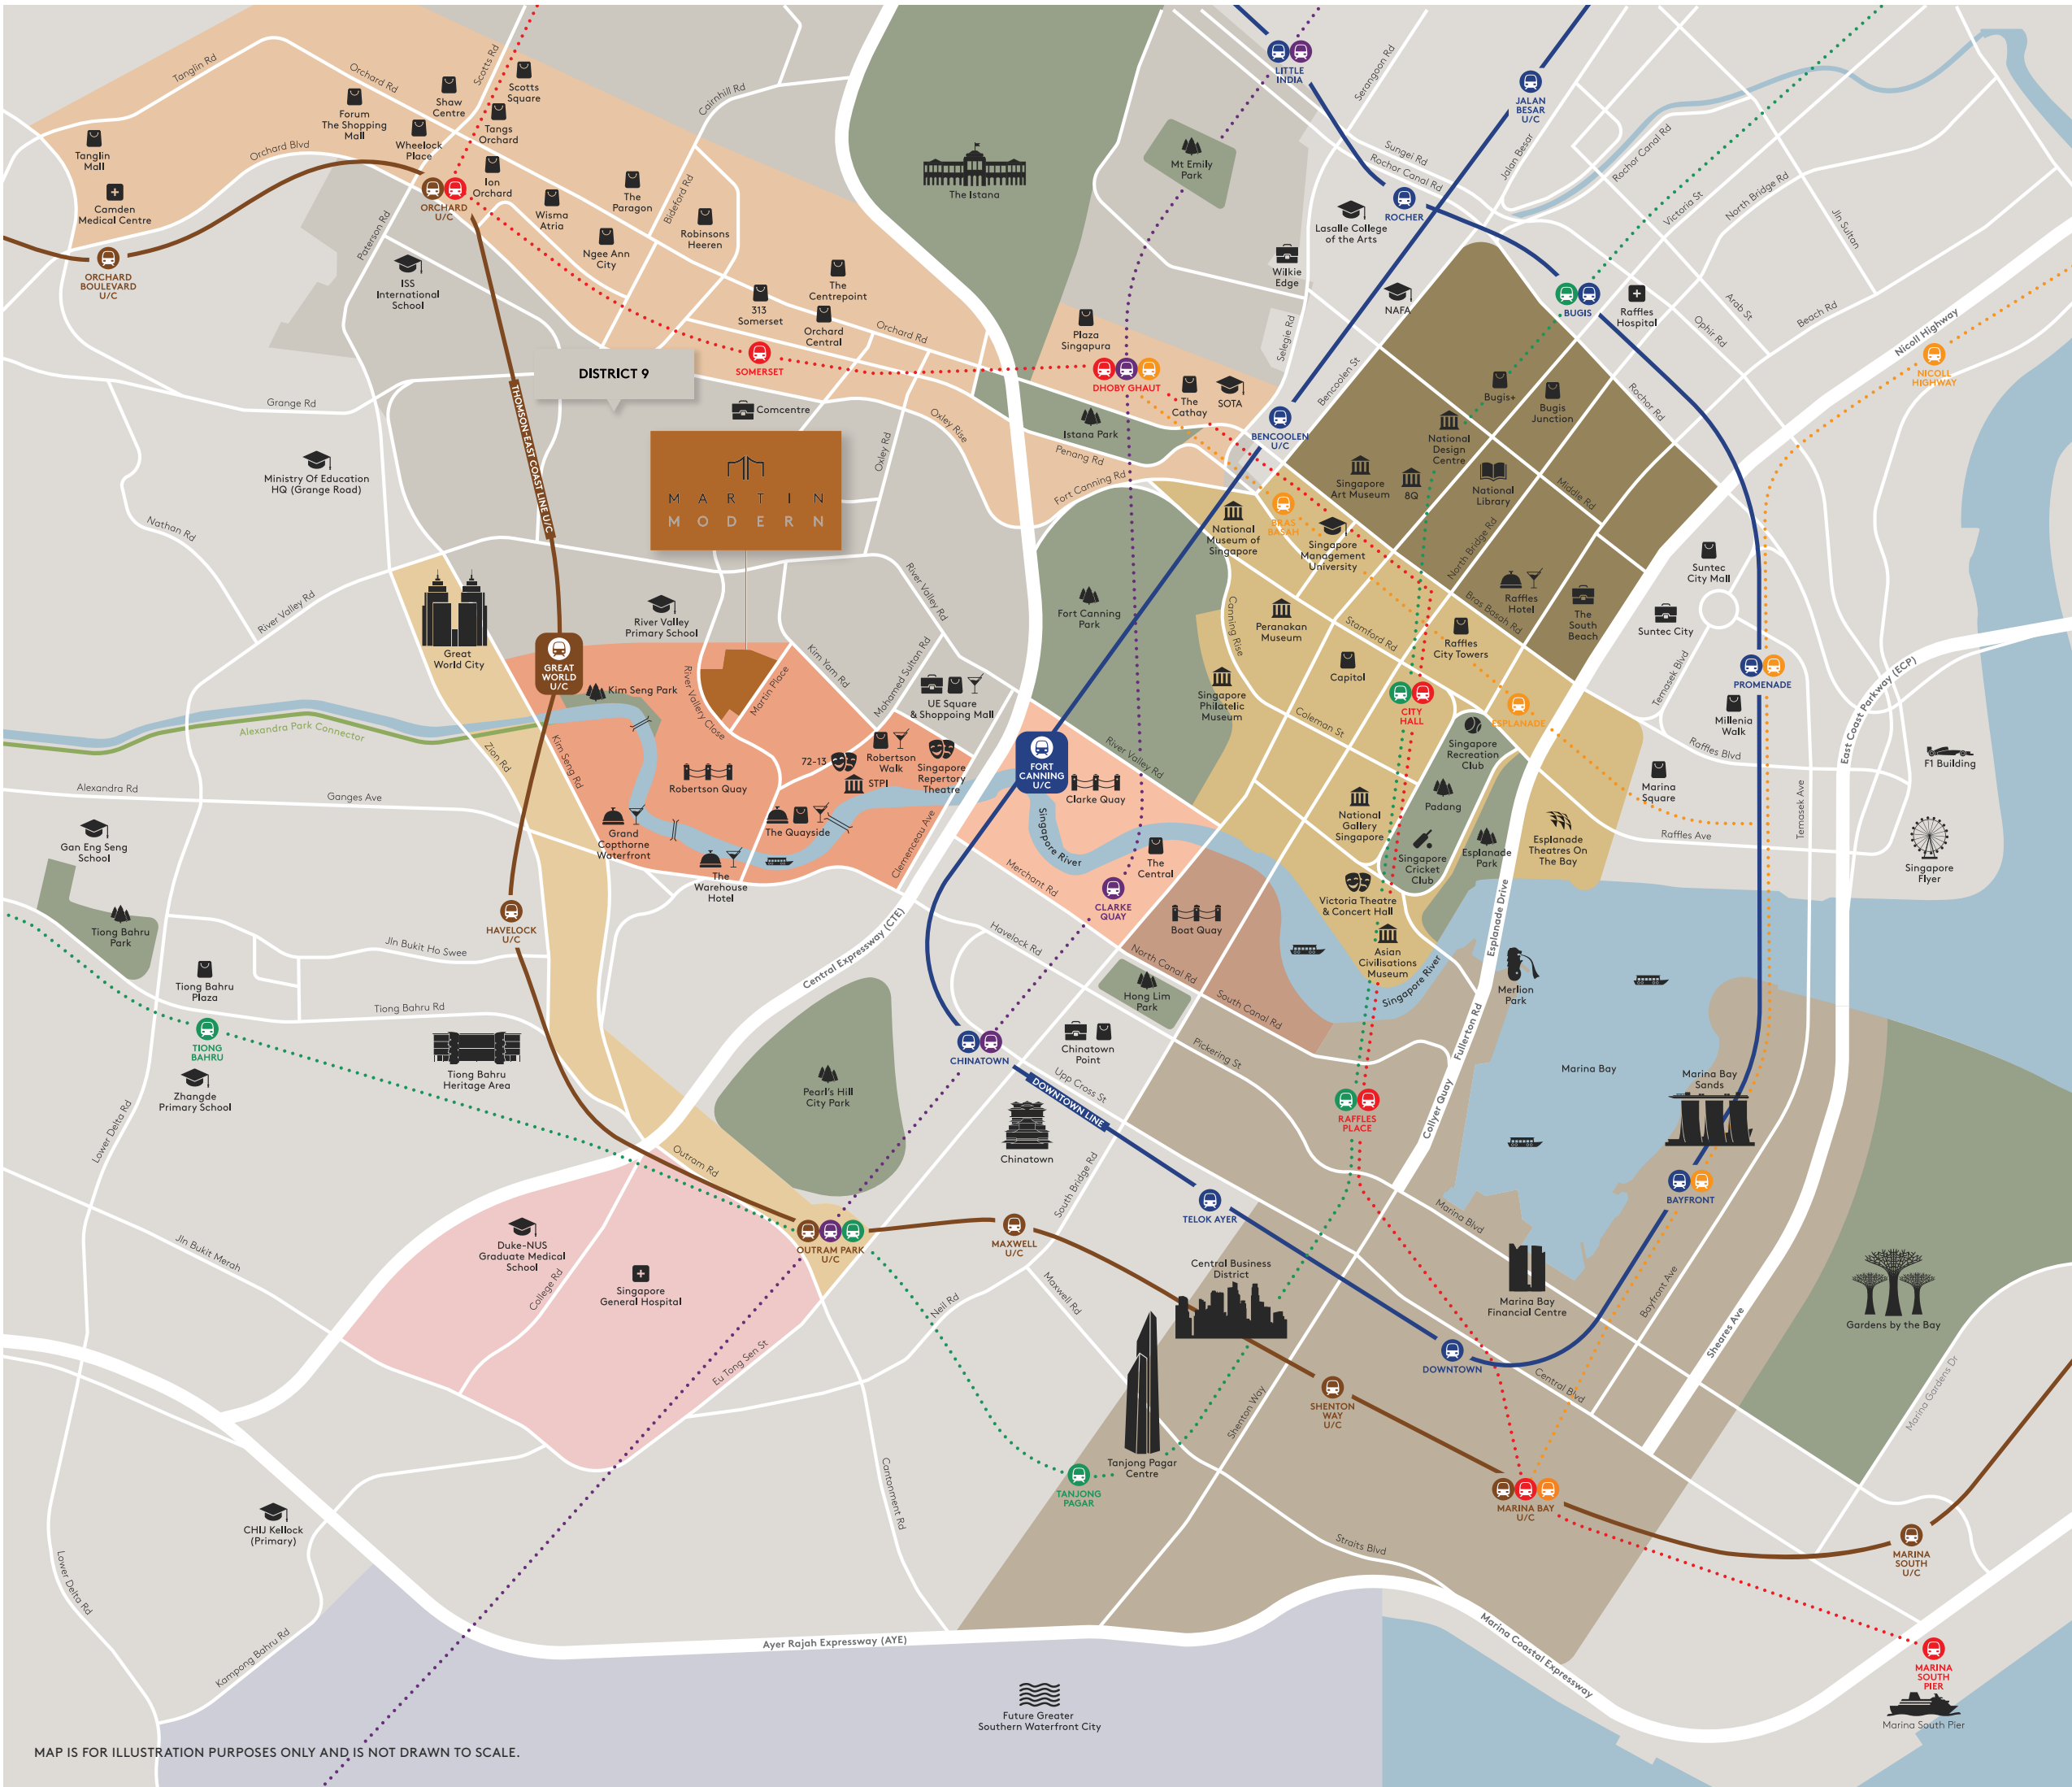 Tanglin Rd
Orchard Rd
Scotts Rd
Scotts
Square
Shaw
Centre
Forum
The Shopping
Mall
Tangs
Orchard
Wheelock
Place
Tanglin
Mall
Orchard Blvd
Camden
Medical Centre
Ion
Orchard
ORCHARD
U/C
Wisma
Atria
The
Paragon
Bideford Rd
Cairnhill Rd
Robinsons
Heeren
Ngee Ann
City
Paterson Rd
ORCHARD
BOULEVARD
U/C
ISS
International
School
The
Centrepoint
313
Somerset
Orchard
Central
Orchard Rd
SOMERSET
DISTRICT 9
Grange Rd
THOMSON-EAST COAST LINE U/C
Comcentre
Oxley Rd
Oxley Rise
MARTIN
MODERN
Ministry Of Education
HQ (Grange Road)
Nathan Rd
River Valley Rd
The Istana
Mt Emily
Park
LITTLE
INDIA
Serangoon Rd
JALAN
BESAR
U/C
Jalan Besar
Sungei Rd
Rochor Canal Rd
Rochor Canal Rd
ROCHER
Lasalle College
of the Arts
Wilkie
Edge
NAFA
Selegie Rd
Victoria St
North Bridge Rd
Jln Sultan
BUGIS
Raffles
Hospital
Arab St
Ophir Rd
Beach Rd
Nicoll Highway
NICOLL
HIGHWAY
Plaza
Singapura
DHOBY GHAUT
The
Cathay
SOTA
Istana Park
Penang Rd
Fort Canning Rd
BENCOOLEN
U/C
Bencoolen St
Rochor Rd
Bugis+
Bugis
Junction
National
Design
Centre
Singapore
Art Museum
8Q
National
Library
Middle Rd
North Bridge Rd
National
Museum of
Singapore
BRAS
BASAH
Singapore
Management
University
Raffles
Hotel
The
South
Beach
Bras Basah Rd
Suntec
City Mall
Suntec City
Temasek Blvd
PROMENADE
Millenia
Walk
Raffles Blvd
East Coast Parkway (ECP)
F1 Building
Marina
Square
Raffles Ave
Temasek Ave
Singapore
Flyer
Fort Canning
Park
Canning Rise
Peranakan
Museum
Stamford Rd
Raffles
City Towers
Capitol
Singapore
Philatelic
Museum
Coleman St
CITY
HALL
ESPLANADE
Singapore
Recreation
Club
Padang
National
Gallery
Singapore
Singapore
Cricket
Club
Esplanade
Park
Esplanade
Theatres On
The Bay
Esplanade Drive
Victoria Theatre
& Concert Hall
Asian
Civilisations
Museum
Singapore River
Merlion
Park
Great
World City
GREAT
WORLD
U/C
River Valley
Primary School
Kim Seng Park
River Vallery Close
Martin Place
Kim Yam Rd
Mohamed Sultan Rd
River Valley Rd
UE Square
& Shoppoing Mall
72-13
Robertson
Walk
Singapore
Repertory
Theatre
STPI
Robertson Quay
The Quayside
Grand
Copthorne
Waterfront
The
Warehouse
Hotel
Clemenceau Ave
Kim Seng Rd
Zion Rd
Alexandra Park Connector
Alexandra Rd
Ganges Ave
FORT
CANNING
U/C
Clarke Quay
River Valley Rd
Singapore River
The
Central
Merchant Rd
CLARKE
QUAY
Boat Quay
Havelock Rd
North Canal Rd
South Canal Rd
Hong Lim
Park
Pickering St
Chinatown
Point
Upp Cross St
CHINATOWN
DOWNTOWN LINE
Chinatown
South Bridge Rd
Gan Eng Seng
School
Tiong Bahru
Park
Tiong Bahru
Plaza
TIONG
BAHRU
Zhangde
Primary School
Lower Delta Rd
HAVELOCK
U/C
Jln Bukit Ho Swee
Tiong Bahru Rd
Tiong Bahru
Heritage Area
Central Expressway (CTE)
Pearl's Hill
City Park
Outram Rd
OUTRAM PARK
U/C
MAXWELL
U/C
Maxwell Rd
Neil Rd
Duke-NUS
Graduate Medical
School
College Rd
Singapore
General Hospital
Eu Tong Sen St
Jln Bukit Merah
Cantonment Rd
TANJONG
PAGAR
Tanjong Pagar
Centre
Central Business
District
TELOK AYER
RAFFLES
PLACE
Collyer Quay
Fullerton Rd
Marina Bay
Marina Bay
Sands
BAYFRONT
Marina Blvd
Marina Bay
Financial Centre
Bayfront Ave
DOWNTOWN
Central Blvd
Shenton Way
SHENTON
WAY
U/C
MARINA BAY
U/C
Sheares Ave
Gardens by the Bay
Marina Gardens Dr
MARINA
SOUTH
U/C
MARINA
SOUTH
PIER
Marina South Pier
Straits Blvd
Marina Coastal Expressway
CHIJ Kellock
(Primary)
Lower Delta Rd
Kampong Bahru Rd
Ayer Rajah Expressway (AYE)
Future Greater
Southern Waterfront City
MAP IS FOR ILLUSTRATION PURPOSES ONLY AND IS NOT DRAWN TO SCALE.